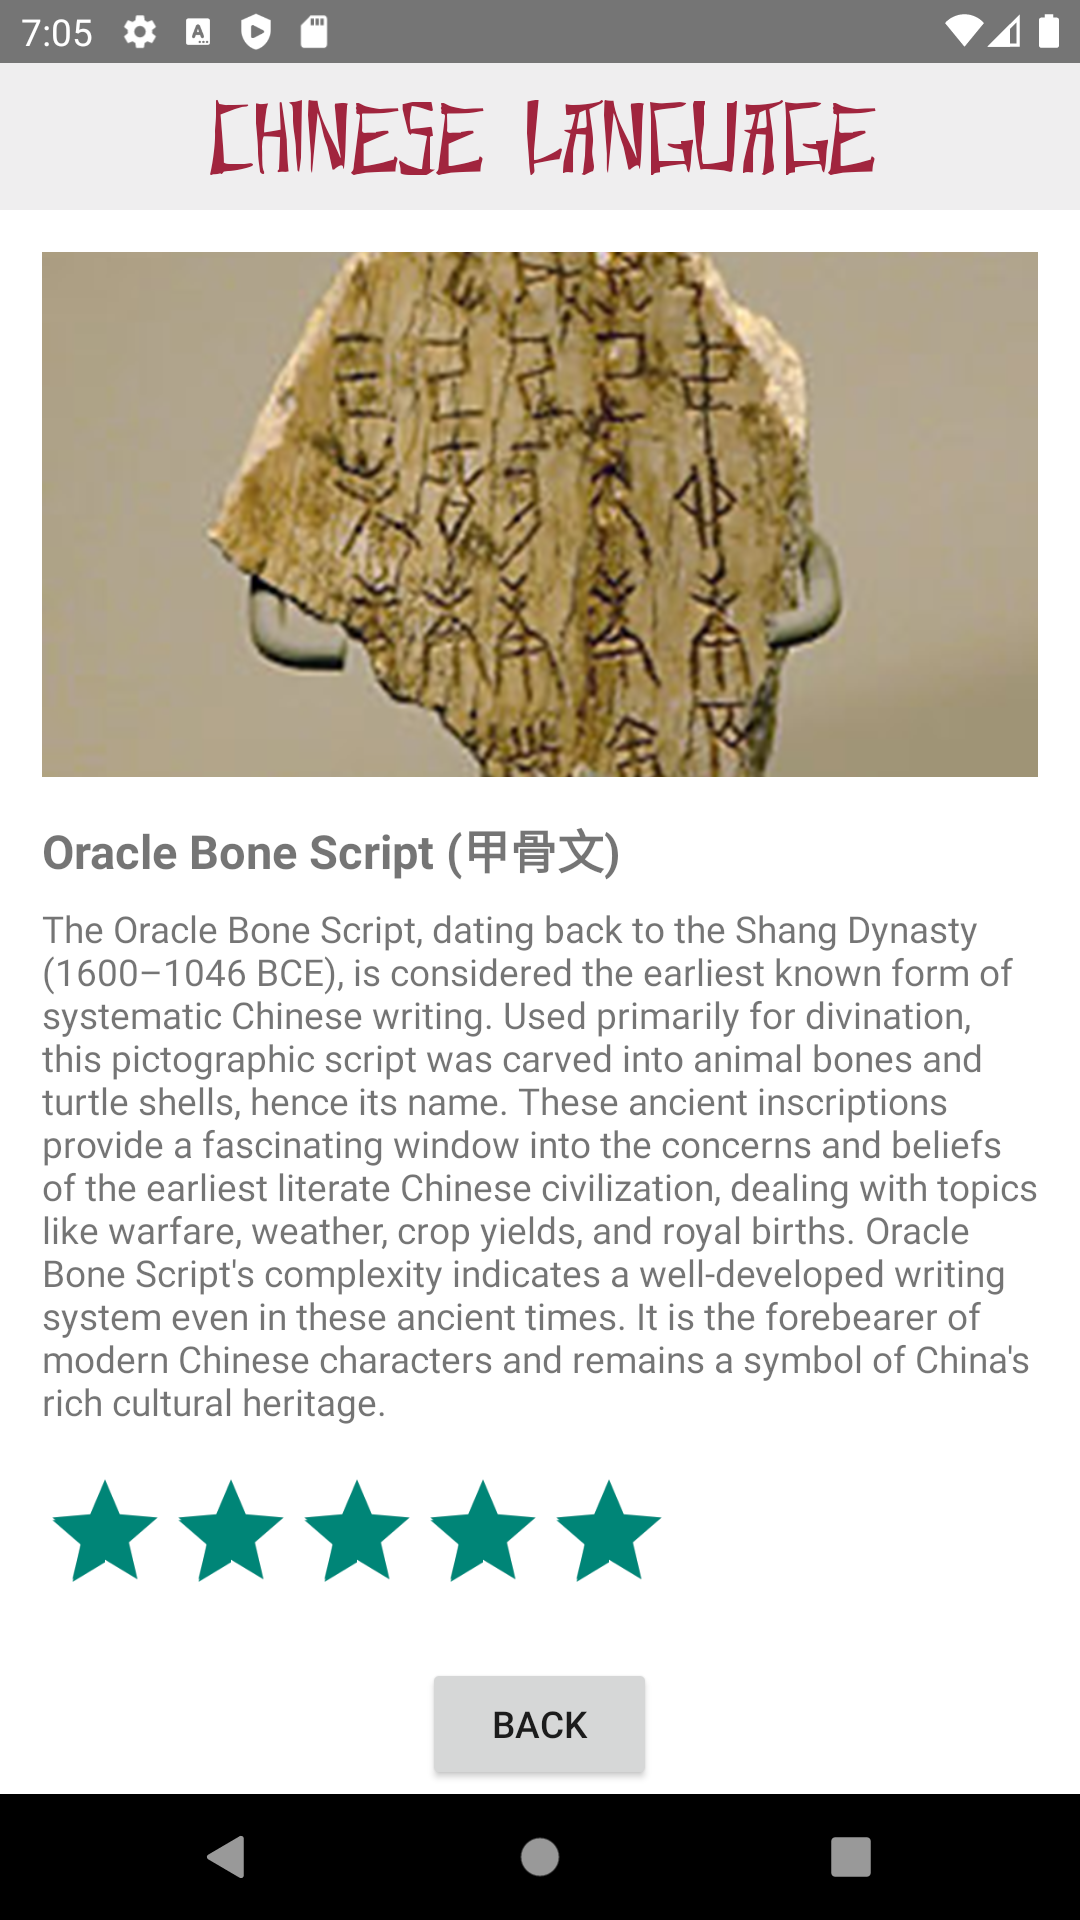 7:05
CHINESE LANGUAGE
Oracle Bone Script (甲骨文)
The Oracle Bone Script, dating back to the Shang Dynasty
(1600–1046 BCE), is considered the earliest known form of
systematic Chinese writing. Used primarily for divination,
this pictographic script was carved into animal bones and
turtle shells, hence its name. These ancient inscriptions
provide a fascinating window into the concerns and beliefs
of the earliest literate Chinese civilization, dealing with topics
like warfare, weather, crop yields, and royal births. Oracle
Bone Script's complexity indicates a well-developed writing
system even in these ancient times. It is the forebearer of
modern Chinese characters and remains a symbol of China's
rich cultural heritage.
BACK